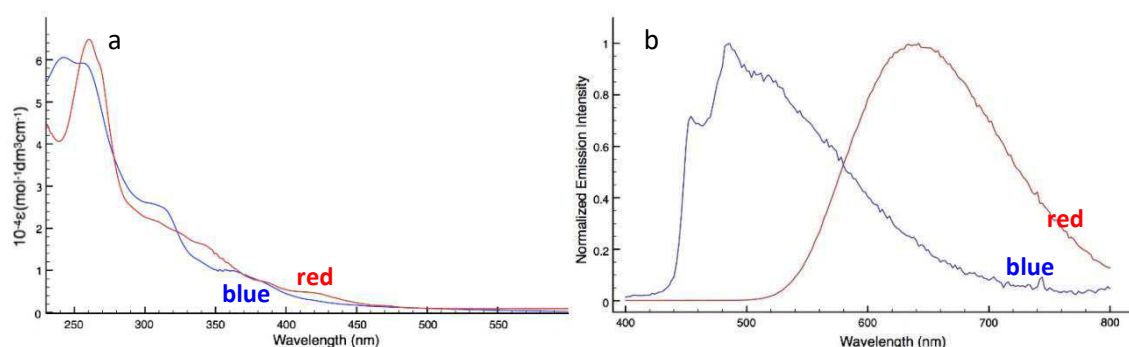 a
10⁻⁴ε(mol⁻¹dm³cm⁻¹)
6
5
4
3
2
1
0
250
300
350
400
450
500
550
Wavelength (nm)
red
blue
b
Normalized Emission Intensity
1
0.8
0.6
0.4
0.2
0
400
500
600
700
800
Wavelength (nm)
red
blue